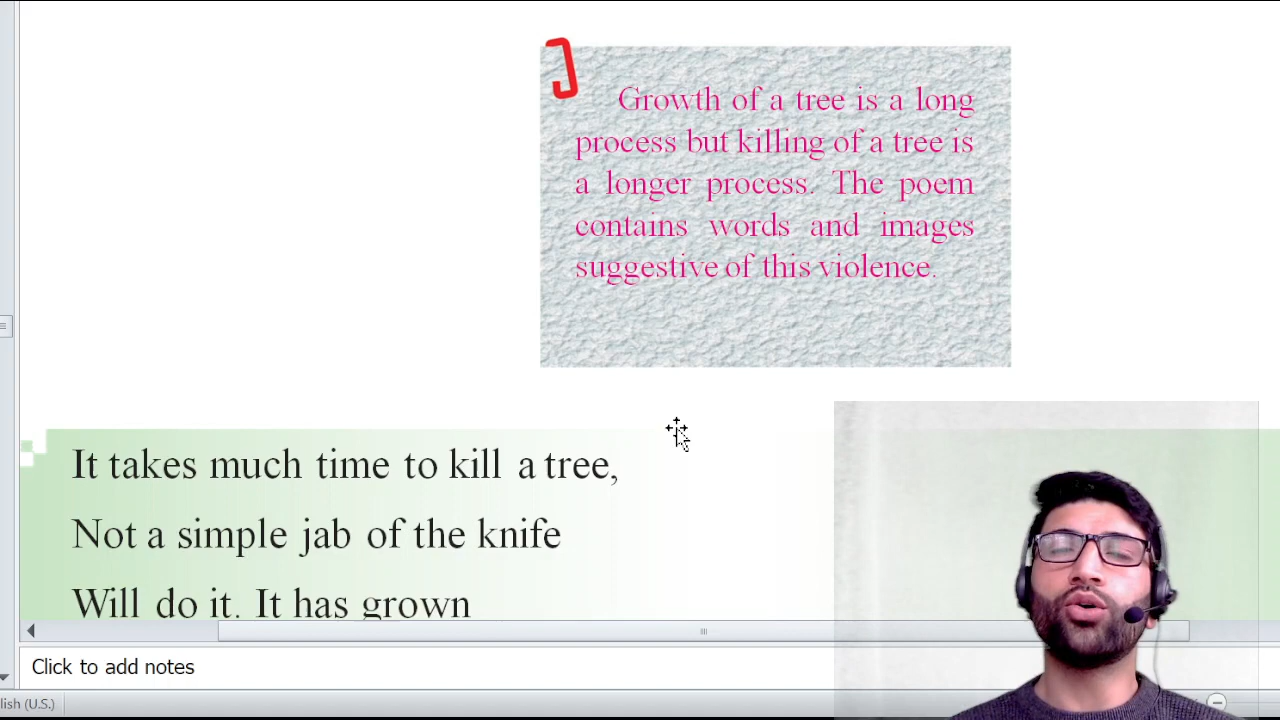 Growth of a tree is a long
process but killing of a tree is
a longer process. The poem
contains words and images
suggestive of this violence.
It takes much time to kill a tree,
Not a simple jab of the knife
Will do it. It has grown
Click to add notes
lish (U.S.)